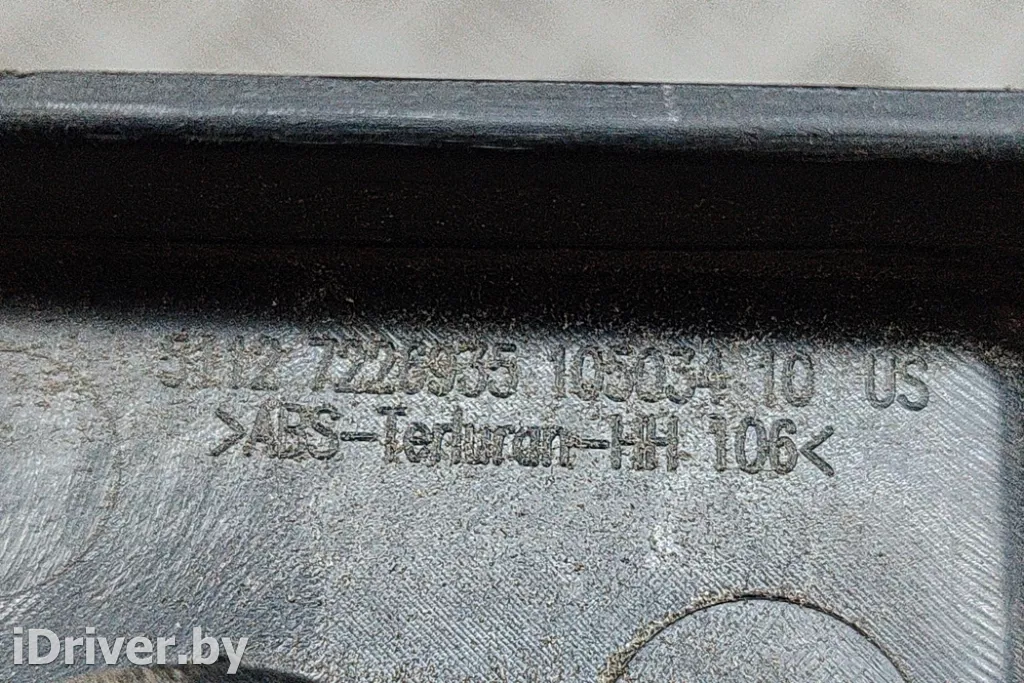 5112 7226935 105034 10 US
>ABS-Terluran-HH 106<
iDriver.by